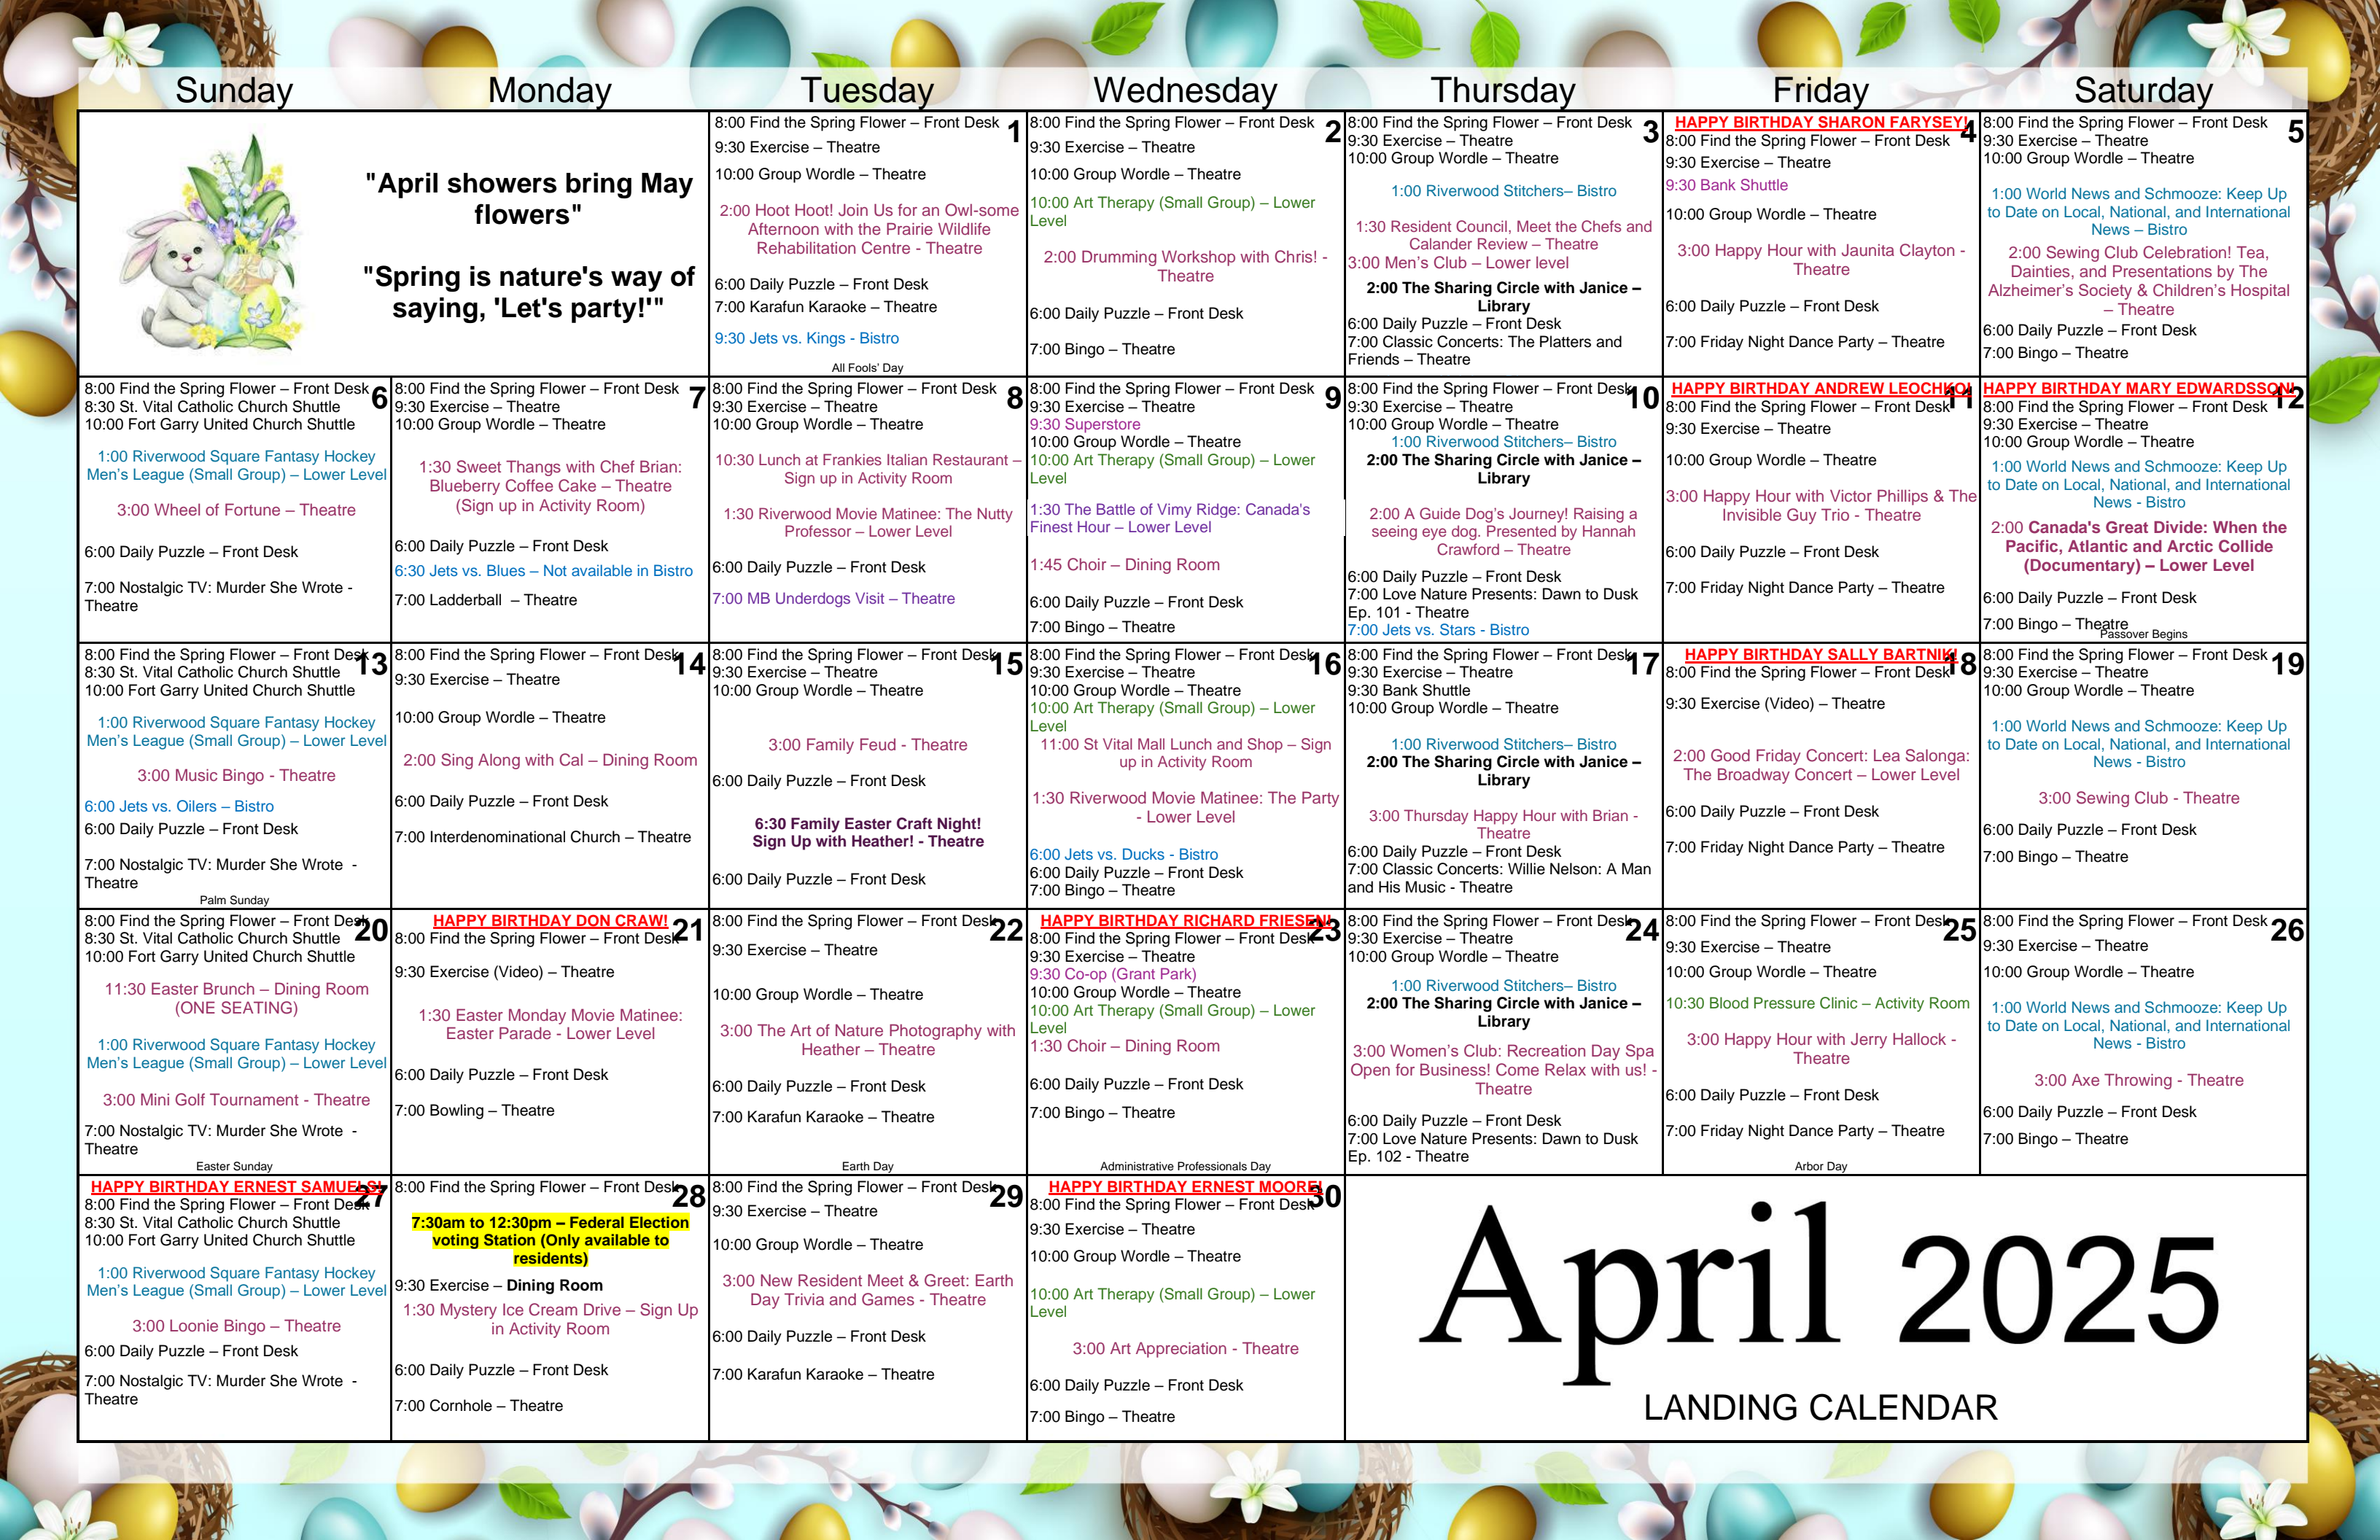 Sunday Monday Tuesday Wednesday Thursday Friday Saturday
"April showers bring May
flowers"
"Spring is nature's way of
saying, 'Let's party!'"
1
8:00 Find the Spring Flower – Front Desk
9:30 Exercise – Theatre
10:00 Group Wordle – Theatre
2:00 Hoot Hoot! Join Us for an Owl-some
Afternoon with the Prairie Wildlife
Rehabilitation Centre - Theatre
6:00 Daily Puzzle – Front Desk
7:00 Karafun Karaoke – Theatre
9:30 Jets vs. Kings - Bistro
All Fools' Day
2
8:00 Find the Spring Flower – Front Desk
9:30 Exercise – Theatre
10:00 Group Wordle – Theatre
10:00 Art Therapy (Small Group) – Lower
Level
2:00 Drumming Workshop with Chris! -
Theatre
6:00 Daily Puzzle – Front Desk
7:00 Bingo – Theatre
3
8:00 Find the Spring Flower – Front Desk
9:30 Exercise – Theatre
10:00 Group Wordle – Theatre
1:00 Riverwood Stitchers– Bistro
1:30 Resident Council, Meet the Chefs and
Calander Review – Theatre
3:00 Men's Club – Lower level
2:00 The Sharing Circle with Janice –
Library
6:00 Daily Puzzle – Front Desk
7:00 Classic Concerts: The Platters and
Friends – Theatre
HAPPY BIRTHDAY SHARON FARYSEY!
4
8:00 Find the Spring Flower – Front Desk
9:30 Exercise – Theatre
9:30 Bank Shuttle
10:00 Group Wordle – Theatre
3:00 Happy Hour with Jaunita Clayton -
Theatre
6:00 Daily Puzzle – Front Desk
7:00 Friday Night Dance Party – Theatre
5
8:00 Find the Spring Flower – Front Desk
9:30 Exercise – Theatre
10:00 Group Wordle – Theatre
1:00 World News and Schmooze: Keep Up
to Date on Local, National, and International
News – Bistro
2:00 Sewing Club Celebration! Tea,
Dainties, and Presentations by The
Alzheimer's Society & Children's Hospital
– Theatre
6:00 Daily Puzzle – Front Desk
7:00 Bingo – Theatre
6
8:00 Find the Spring Flower – Front Desk
8:30 St. Vital Catholic Church Shuttle
10:00 Fort Garry United Church Shuttle
1:00 Riverwood Square Fantasy Hockey
Men's League (Small Group) – Lower Level
3:00 Wheel of Fortune – Theatre
6:00 Daily Puzzle – Front Desk
7:00 Nostalgic TV: Murder She Wrote -
Theatre
7
8:00 Find the Spring Flower – Front Desk
9:30 Exercise – Theatre
10:00 Group Wordle – Theatre
1:30 Sweet Thangs with Chef Brian:
Blueberry Coffee Cake – Theatre
(Sign up in Activity Room)
6:00 Daily Puzzle – Front Desk
6:30 Jets vs. Blues – Not available in Bistro
7:00 Ladderball – Theatre
8
8:00 Find the Spring Flower – Front Desk
9:30 Exercise – Theatre
10:00 Group Wordle – Theatre
10:30 Lunch at Frankies Italian Restaurant –
Sign up in Activity Room
1:30 Riverwood Movie Matinee: The Nutty
Professor – Lower Level
6:00 Daily Puzzle – Front Desk
7:00 MB Underdogs Visit – Theatre
9
8:00 Find the Spring Flower – Front Desk
9:30 Exercise – Theatre
9:30 Superstore
10:00 Group Wordle – Theatre
10:00 Art Therapy (Small Group) – Lower
Level
1:30 The Battle of Vimy Ridge: Canada's
Finest Hour – Lower Level
1:45 Choir – Dining Room
6:00 Daily Puzzle – Front Desk
7:00 Bingo – Theatre
10
8:00 Find the Spring Flower – Front Desk
9:30 Exercise – Theatre
10:00 Group Wordle – Theatre
1:00 Riverwood Stitchers– Bistro
2:00 The Sharing Circle with Janice –
Library
2:00 A Guide Dog's Journey! Raising a
seeing eye dog. Presented by Hannah
Crawford – Theatre
6:00 Daily Puzzle – Front Desk
7:00 Love Nature Presents: Dawn to Dusk
Ep. 101 - Theatre
7:00 Jets vs. Stars - Bistro
HAPPY BIRTHDAY ANDREW LEOCHKO!
11
8:00 Find the Spring Flower – Front Desk
9:30 Exercise – Theatre
10:00 Group Wordle – Theatre
3:00 Happy Hour with Victor Phillips & The
Invisible Guy Trio - Theatre
6:00 Daily Puzzle – Front Desk
7:00 Friday Night Dance Party – Theatre
HAPPY BIRTHDAY MARY EDWARDSSON!
12
8:00 Find the Spring Flower – Front Desk
9:30 Exercise – Theatre
10:00 Group Wordle – Theatre
1:00 World News and Schmooze: Keep Up
to Date on Local, National, and International
News - Bistro
2:00 Canada's Great Divide: When the
Pacific, Atlantic and Arctic Collide
(Documentary) – Lower Level
6:00 Daily Puzzle – Front Desk
7:00 Bingo – Theatre
Passover Begins
13
8:00 Find the Spring Flower – Front Desk
8:30 St. Vital Catholic Church Shuttle
10:00 Fort Garry United Church Shuttle
1:00 Riverwood Square Fantasy Hockey
Men's League (Small Group) – Lower Level
3:00 Music Bingo - Theatre
6:00 Jets vs. Oilers – Bistro
6:00 Daily Puzzle – Front Desk
7:00 Nostalgic TV: Murder She Wrote -
Theatre
Palm Sunday
14
8:00 Find the Spring Flower – Front Desk
9:30 Exercise – Theatre
10:00 Group Wordle – Theatre
2:00 Sing Along with Cal – Dining Room
6:00 Daily Puzzle – Front Desk
7:00 Interdenominational Church – Theatre
15
8:00 Find the Spring Flower – Front Desk
9:30 Exercise – Theatre
10:00 Group Wordle – Theatre
3:00 Family Feud - Theatre
6:00 Daily Puzzle – Front Desk
6:30 Family Easter Craft Night!
Sign Up with Heather! - Theatre
6:00 Daily Puzzle – Front Desk
16
8:00 Find the Spring Flower – Front Desk
9:30 Exercise – Theatre
10:00 Group Wordle – Theatre
10:00 Art Therapy (Small Group) – Lower
Level
11:00 St Vital Mall Lunch and Shop – Sign
up in Activity Room
1:30 Riverwood Movie Matinee: The Party
- Lower Level
6:00 Jets vs. Ducks - Bistro
6:00 Daily Puzzle – Front Desk
7:00 Bingo – Theatre
17
8:00 Find the Spring Flower – Front Desk
9:30 Exercise – Theatre
9:30 Bank Shuttle
10:00 Group Wordle – Theatre
1:00 Riverwood Stitchers– Bistro
2:00 The Sharing Circle with Janice –
Library
3:00 Thursday Happy Hour with Brian -
Theatre
6:00 Daily Puzzle – Front Desk
7:00 Classic Concerts: Willie Nelson: A Man
and His Music - Theatre
HAPPY BIRTHDAY SALLY BARTNIK!
18
8:00 Find the Spring Flower – Front Desk
9:30 Exercise (Video) – Theatre
2:00 Good Friday Concert: Lea Salonga:
The Broadway Concert – Lower Level
6:00 Daily Puzzle – Front Desk
7:00 Friday Night Dance Party – Theatre
19
8:00 Find the Spring Flower – Front Desk
9:30 Exercise – Theatre
10:00 Group Wordle – Theatre
1:00 World News and Schmooze: Keep Up
to Date on Local, National, and International
News - Bistro
3:00 Sewing Club - Theatre
6:00 Daily Puzzle – Front Desk
7:00 Bingo – Theatre
20
8:00 Find the Spring Flower – Front Desk
8:30 St. Vital Catholic Church Shuttle
10:00 Fort Garry United Church Shuttle
11:30 Easter Brunch – Dining Room
(ONE SEATING)
1:00 Riverwood Square Fantasy Hockey
Men's League (Small Group) – Lower Level
3:00 Mini Golf Tournament - Theatre
7:00 Nostalgic TV: Murder She Wrote -
Theatre
Easter Sunday
HAPPY BIRTHDAY DON CRAW!
21
8:00 Find the Spring Flower – Front Desk
9:30 Exercise (Video) – Theatre
1:30 Easter Monday Movie Matinee:
Easter Parade - Lower Level
6:00 Daily Puzzle – Front Desk
7:00 Bowling – Theatre
22
8:00 Find the Spring Flower – Front Desk
9:30 Exercise – Theatre
10:00 Group Wordle – Theatre
3:00 The Art of Nature Photography with
Heather – Theatre
6:00 Daily Puzzle – Front Desk
7:00 Karafun Karaoke – Theatre
Earth Day
HAPPY BIRTHDAY RICHARD FRIESEN!
23
8:00 Find the Spring Flower – Front Desk
9:30 Exercise – Theatre
9:30 Co-op (Grant Park)
10:00 Group Wordle – Theatre
10:00 Art Therapy (Small Group) – Lower
Level
1:30 Choir – Dining Room
6:00 Daily Puzzle – Front Desk
7:00 Bingo – Theatre
Administrative Professionals Day
24
8:00 Find the Spring Flower – Front Desk
9:30 Exercise – Theatre
10:00 Group Wordle – Theatre
1:00 Riverwood Stitchers– Bistro
2:00 The Sharing Circle with Janice –
Library
3:00 Women's Club: Recreation Day Spa
Open for Business! Come Relax with us! -
Theatre
6:00 Daily Puzzle – Front Desk
7:00 Love Nature Presents: Dawn to Dusk
Ep. 102 - Theatre
25
8:00 Find the Spring Flower – Front Desk
9:30 Exercise – Theatre
10:00 Group Wordle – Theatre
10:30 Blood Pressure Clinic – Activity Room
3:00 Happy Hour with Jerry Hallock -
Theatre
6:00 Daily Puzzle – Front Desk
7:00 Friday Night Dance Party – Theatre
Arbor Day
26
8:00 Find the Spring Flower – Front Desk
9:30 Exercise – Theatre
10:00 Group Wordle – Theatre
1:00 World News and Schmooze: Keep Up
to Date on Local, National, and International
News - Bistro
3:00 Axe Throwing - Theatre
6:00 Daily Puzzle – Front Desk
7:00 Bingo – Theatre
HAPPY BIRTHDAY ERNEST SAMUELS!
27
8:00 Find the Spring Flower – Front Desk
8:30 St. Vital Catholic Church Shuttle
10:00 Fort Garry United Church Shuttle
1:00 Riverwood Square Fantasy Hockey
Men's League (Small Group) – Lower Level
3:00 Loonie Bingo – Theatre
6:00 Daily Puzzle – Front Desk
7:00 Nostalgic TV: Murder She Wrote -
Theatre
28
8:00 Find the Spring Flower – Front Desk
7:30am to 12:30pm – Federal Election
voting Station (Only available to
residents)
9:30 Exercise – Dining Room
1:30 Mystery Ice Cream Drive – Sign Up
in Activity Room
6:00 Daily Puzzle – Front Desk
7:00 Cornhole – Theatre
29
8:00 Find the Spring Flower – Front Desk
9:30 Exercise – Theatre
10:00 Group Wordle – Theatre
3:00 New Resident Meet & Greet: Earth
Day Trivia and Games - Theatre
6:00 Daily Puzzle – Front Desk
7:00 Karafun Karaoke – Theatre
HAPPY BIRTHDAY ERNEST MOORE!
30
8:00 Find the Spring Flower – Front Desk
9:30 Exercise – Theatre
10:00 Group Wordle – Theatre
10:00 Art Therapy (Small Group) – Lower
Level
3:00 Art Appreciation - Theatre
6:00 Daily Puzzle – Front Desk
7:00 Bingo – Theatre
April 2025
LANDING CALENDAR